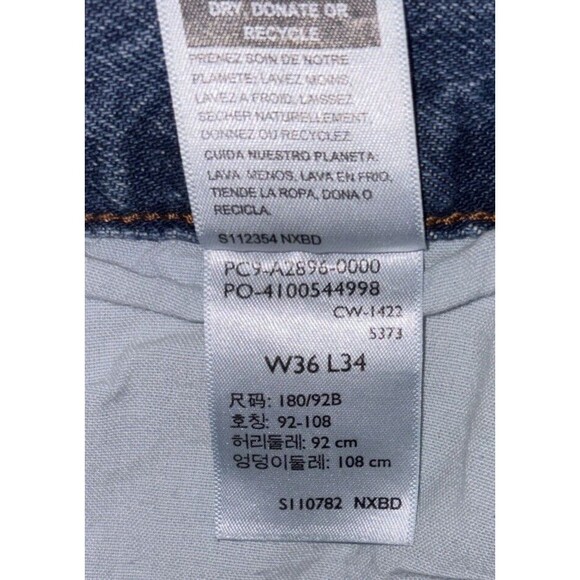 DRY, DONATE OR
RECYCLE
PRENEZ SOIN DE NOTRE
PLANETE: LAVEZ MOINS,
LAVEZ A FROID, LAISSEZ
SECHER NATURELLEMENT,
DONNEZ OU RECYCLEZ.
CUIDA NUESTRO PLANETA:
LAVA MENOS, LAVA EN FRIO,
TIENDE LA ROPA, DONA O
RECICLA.
S112354 NXBD
PC9-A2896-0000
PO-4100544998
CW-1422
5373
W36 L34
尺码: 180/92B
호칭: 92-108
허리둘레: 92 cm
엉덩이둘레: 108 cm
S110782 NXBD